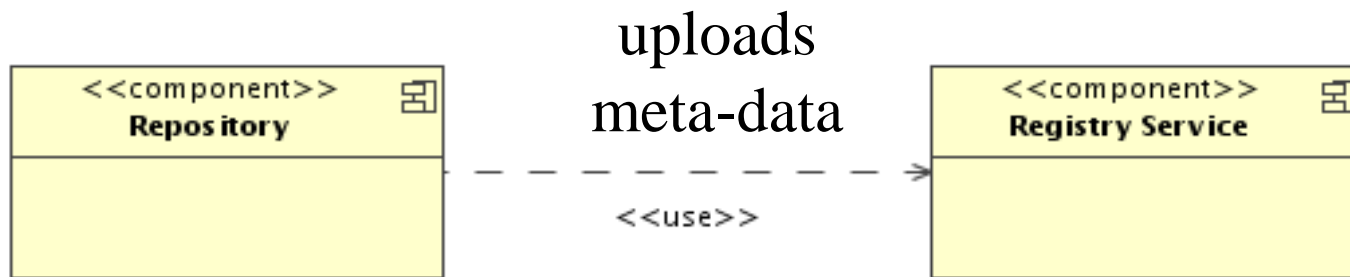 uploads
meta-data
<<component>>
Repository
<<component>>
Registry Service
<<use>>